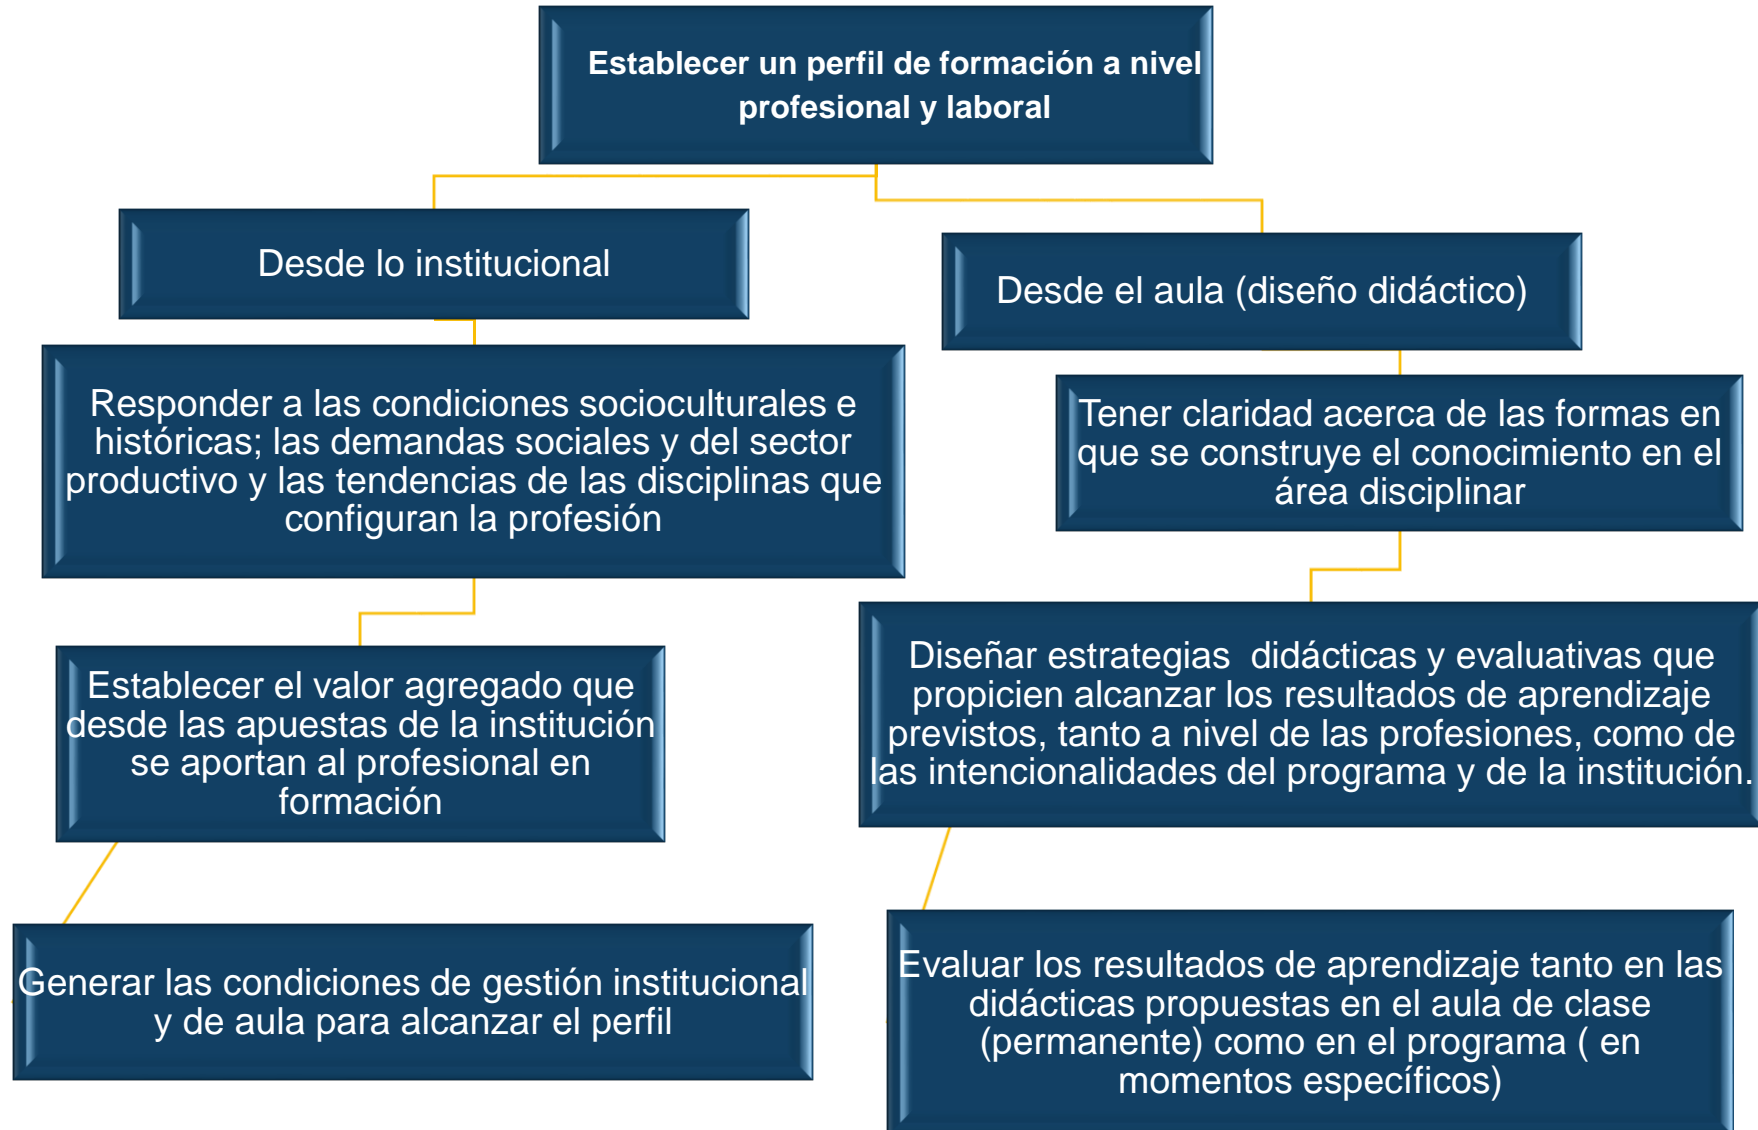 Establecer un perfil de formación a nivel
profesional y laboral
Desde lo institucional
Responder a las condiciones socioculturales e
históricas; las demandas sociales y del sector
productivo y las tendencias de las disciplinas que
configuran la profesión
Establecer el valor agregado que
desde las apuestas de la institución
se aportan al profesional en
formación
Generar las condiciones de gestión institucional
y de aula para alcanzar el perfil
Desde el aula (diseño didáctico)
Tener claridad acerca de las formas en
que se construye el conocimiento en el
área disciplinar
Diseñar estrategias  didácticas y evaluativas que
propicien alcanzar los resultados de aprendizaje
previstos, tanto a nivel de las profesiones, como de
las intencionalidades del programa y de la institución.
Evaluar los resultados de aprendizaje tanto en las
didácticas propuestas en el aula de clase
(permanente) como en el programa ( en
momentos específicos)